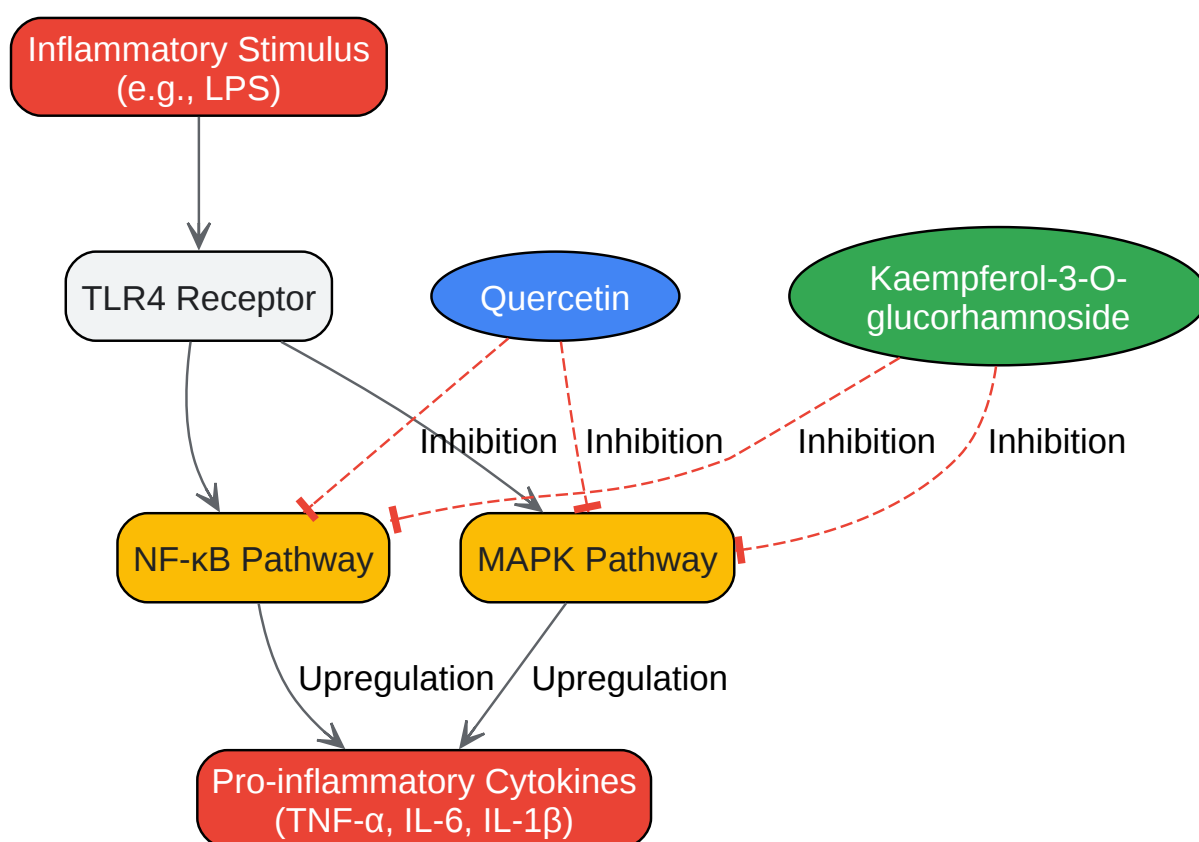 Inflammatory Stimulus
(e.g., LPS)
TLR4 Receptor
Quercetin
Kaempferol-3-O-
glucorhamnoside
Inhibition
Inhibition
Inhibition
Inhibition
NF-κB Pathway
MAPK Pathway
Upregulation
Upregulation
Pro-inflammatory Cytokines
(TNF-α, IL-6, IL-1β)